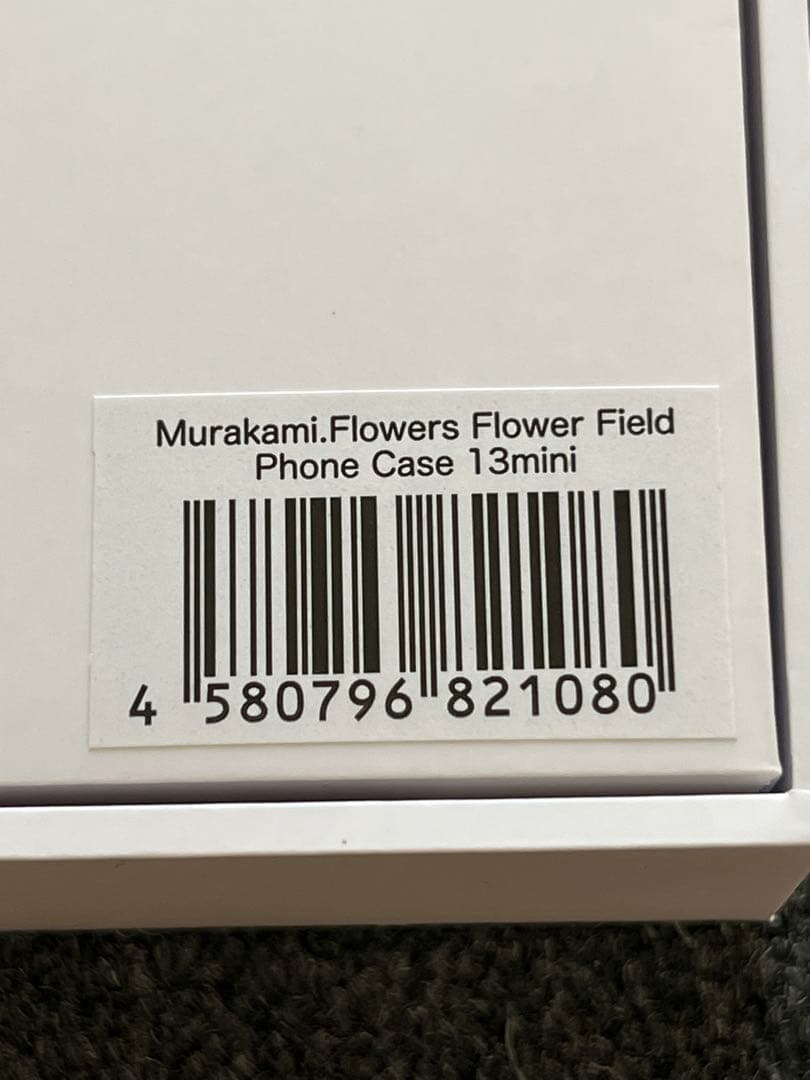 Murakami.Flowers Flower Field
Phone Case 13mini
4 580796 821080